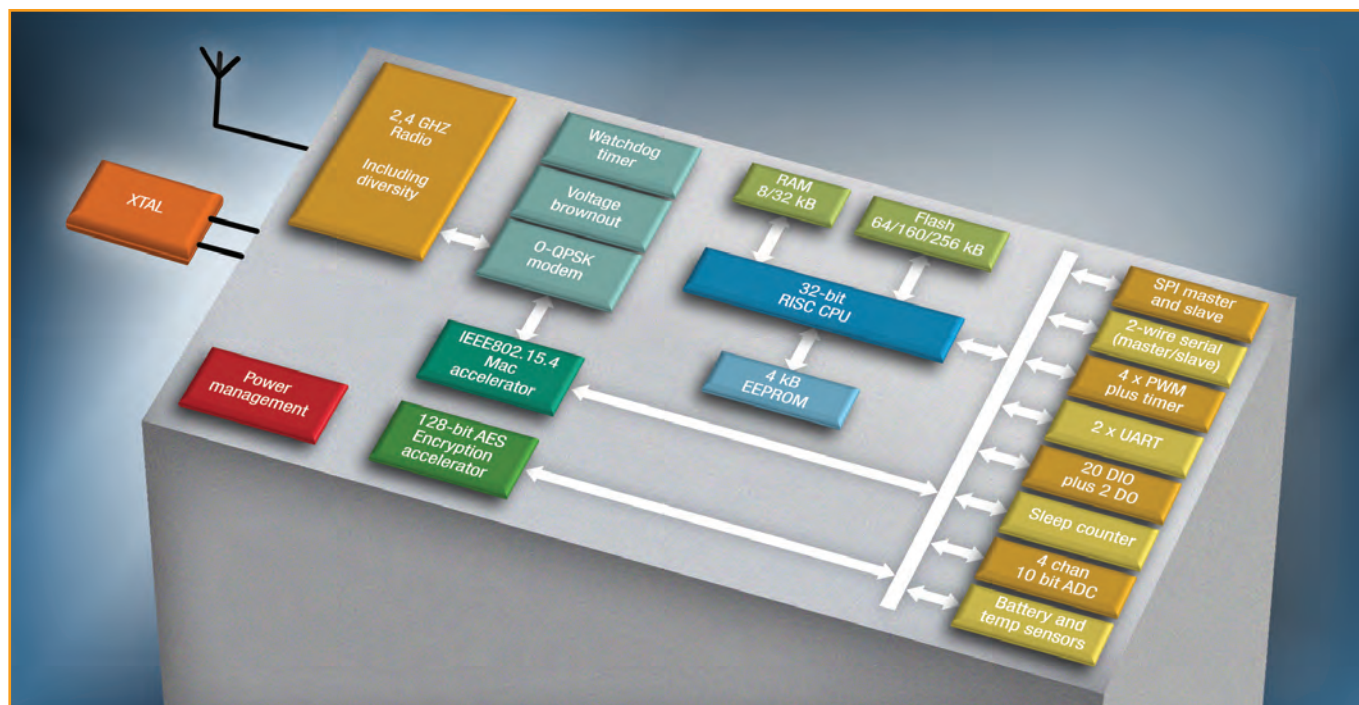 2,4 GHZ
Radio
Including
diversity
XTAL
Watchdog
timer
Voltage
brownout
O-QPSK
modem
IEEE802.15.4
Mac
accelerator
128-bit AES
Encryption
accelerator
Power
management
RAM
8/32 kB
Flash
64/160/256 kB
32-bit
RISC CPU
4 kB
EEPROM
SPI master
and slave
2-wire serial
(master/slave)
4 x PWM
plus timer
2 x UART
20 DIO
plus 2 DO
Sleep counter
4 chan
10 bit ADC
Battery and
temp sensors